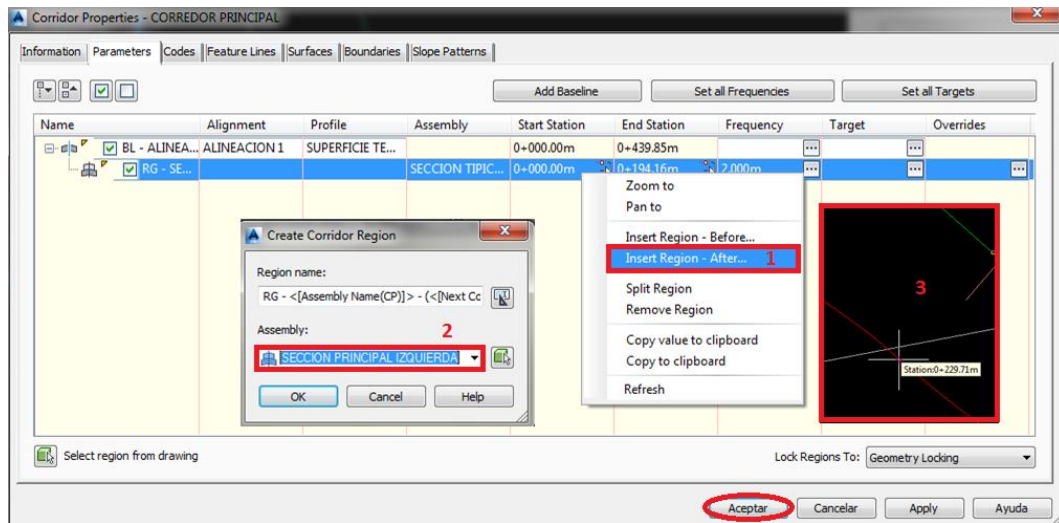 Corridor Properties - CORREDOR PRINCIPAL
Information Parameters Codes Feature Lines Surfaces Boundaries Slope Patterns
Add Baseline Set all Frequencies Set all Targets
Name Alignment Profile Assembly Start Station End Station Frequency Target Overrides
BL - ALINEA... ALINEACION 1 SUPERFICIE TE... 0+000.00m 0+439.85m
RG - SE... SECCION TIPIC... 0+000.00m 0+194.16m 2.000m
Zoom to
Pan to
Insert Region - Before...
Insert Region - After... 1
Split Region
Remove Region
Copy value to clipboard
Copy to clipboard
Refresh
Create Corridor Region
Region name:
RG - <[Assembly Name(CP)]> - (<[Next Cc
Assembly:
2
SECCION PRINCIPAL IZQUIERDA
OK Cancel Help
3
Station:0+229.71m
Select region from drawing
Lock Regions To: Geometry Locking
Aceptar Cancelar Apply Ayuda